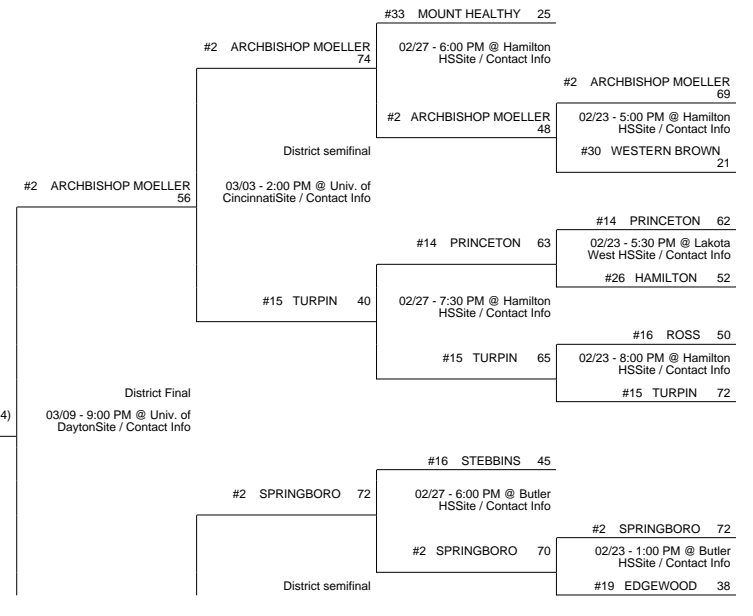 #33 MOUNT HEALTHY 25
#2 ARCHBISHOP MOELLER
74
02/27 - 6:00 PM @ Hamilton
HSSite / Contact Info
#2 ARCHBISHOP MOELLER
69
#2 ARCHBISHOP MOELLER
48
02/23 - 5:00 PM @ Hamilton
HSSite / Contact Info
District semifinal
#30 WESTERN BROWN
21
#2 ARCHBISHOP MOELLER
56
03/03 - 2:00 PM @ Univ. of
CincinnatiSite / Contact Info
#14 PRINCETON 62
#14 PRINCETON 63
02/23 - 5:30 PM @ Lakota
West HSSite / Contact Info
#26 HAMILTON 52
#15 TURPIN 40
02/27 - 7:30 PM @ Hamilton
HSSite / Contact Info
#16 ROSS 50
#15 TURPIN 65
02/23 - 8:00 PM @ Hamilton
HSSite / Contact Info
District Final
#15 TURPIN 72
4)
03/09 - 9:00 PM @ Univ. of
DaytonSite / Contact Info
#16 STEBBINS 45
#2 SPRINGBORO 72
02/27 - 6:00 PM @ Butler
HSSite / Contact Info
#2 SPRINGBORO 72
#2 SPRINGBORO 70
02/23 - 1:00 PM @ Butler
HSSite / Contact Info
District semifinal
#19 EDGEWOOD 38